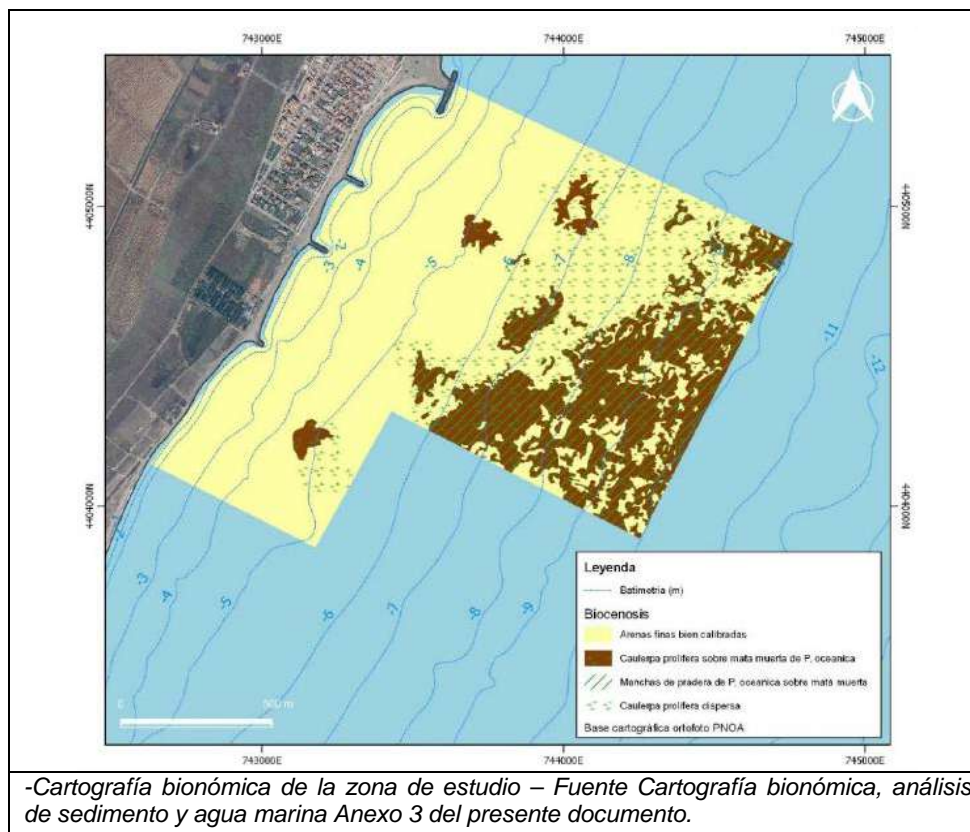 743000E
744000E
745000E
4405000N
4405000N
4404000N
4404000N
-2
-3
-4
-5
-6
-7
-8
-11
-12
-2
-3
-4
-5
-6
-7
-8
-9
Leyenda
Batimetria (m)
Biocenosis
Arenas finas bien calibradas
Caulerpa prolifera sobre mata muerta de P. oceanica
Manchas de pradera de P. oceanica sobre mata muerta
Caulerpa prolifera dispersa
Base cartográfica ortofoto PNOA
0
m
743000E
744000E
745000E
-Cartografía bionómica de la zona de estudio – Fuente Cartografía bionómica, análisis
de sedimento y agua marina Anexo 3 del presente documento.